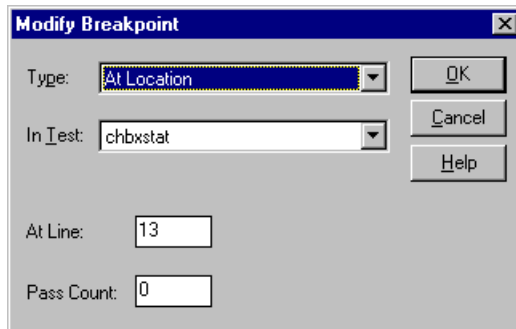 Modify Breakpoint
Type: At Location
OK
In Test: chbxstat
Cancel
Help
At Line: 13
Pass Count: 0